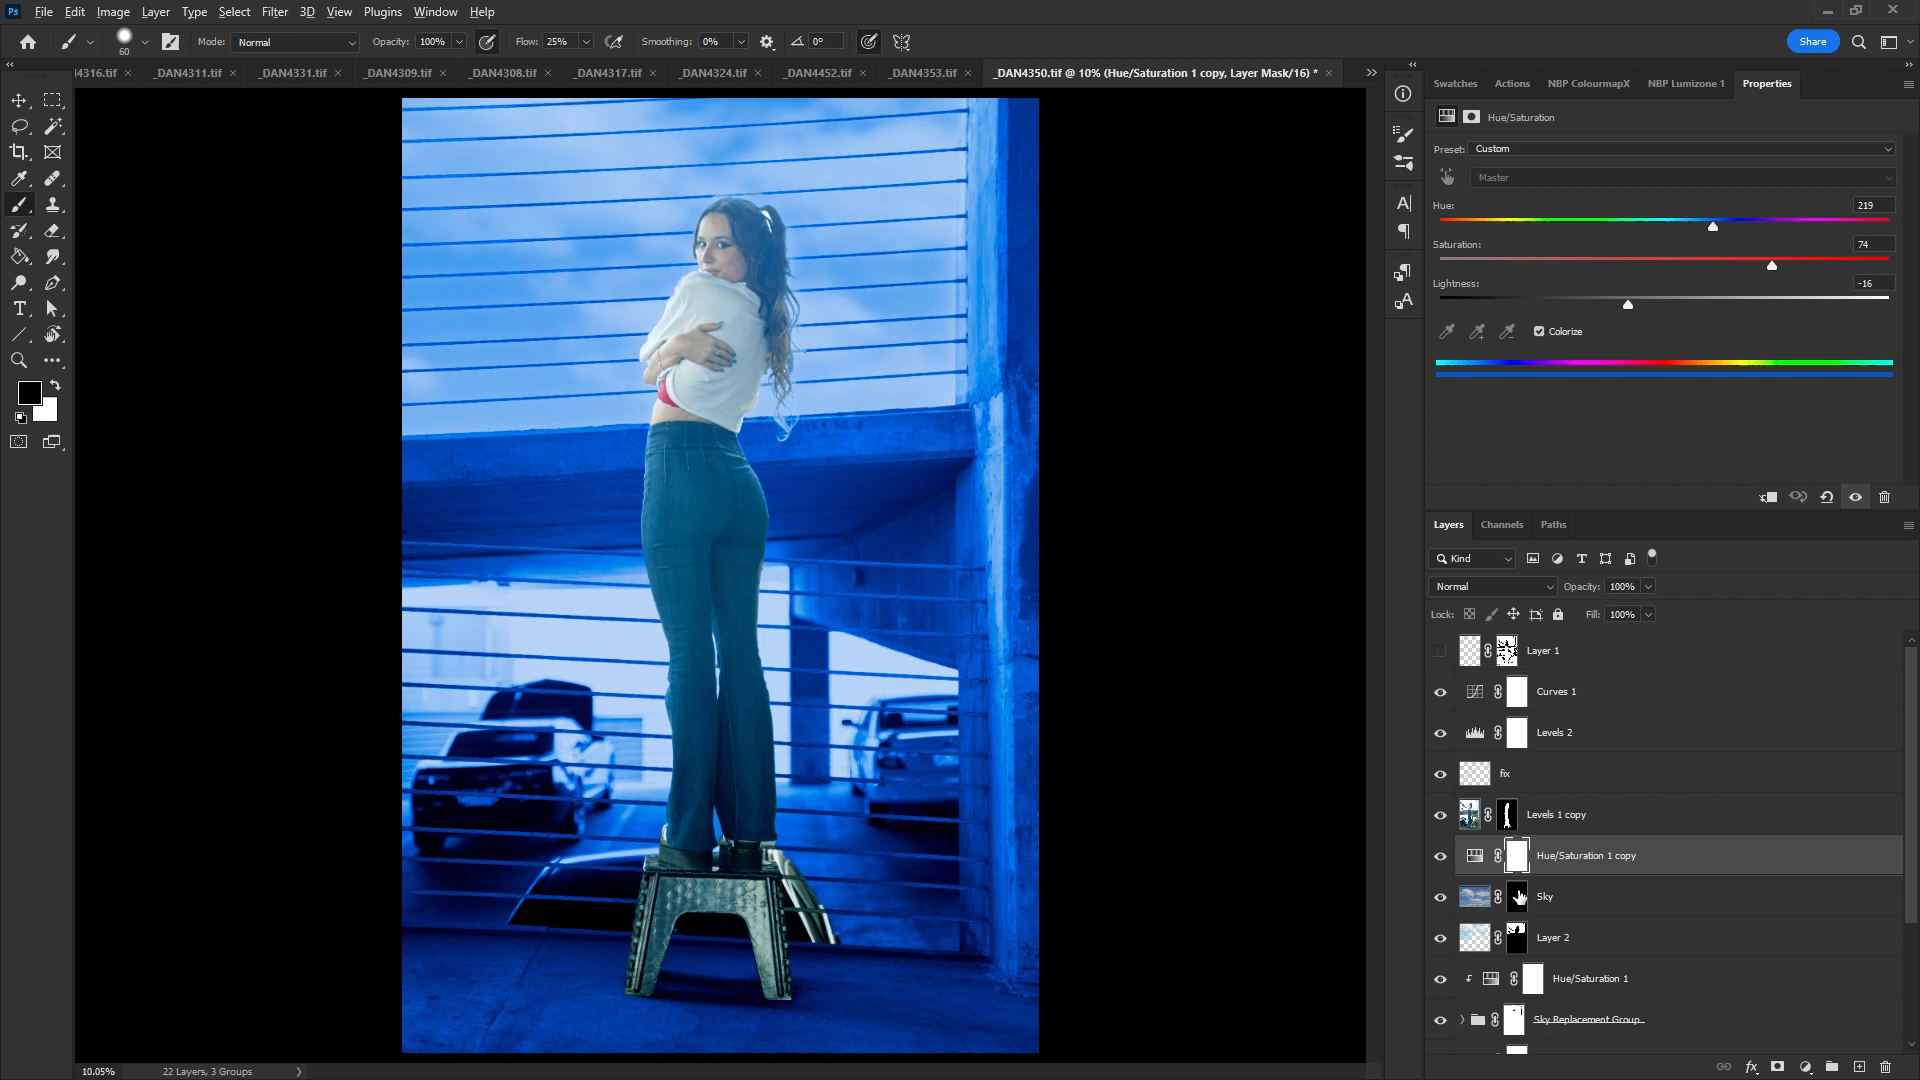 Ps File Edit Image Layer Type Select Filter 3D View Plugins Window Help
60 Mode: Normal Opacity: 100% Flow: 25% Smoothing: 0% 0° Share
4316.tif × _DAN4311.tif × _DAN4331.tif × _DAN4309.tif × _DAN4308.tif × _DAN4317.tif × _DAN4324.tif × _DAN4452.tif × _DAN4353.tif × _DAN4350.tif @ 10% (Hue/Saturation 1 copy, Layer Mask/16) * ×
Swatches Actions NBP ColourmapX NBP Lumizone 1 Properties
Hue/Saturation
Preset: Custom
Master
Hue: 219
Saturation: 74
Lightness: -16
Colorize
Layers Channels Paths
Kind
Normal Opacity: 100%
Lock: Fill: 100%
Layer 1
Curves 1
Levels 2
fix
Levels 1 copy
Hue/Saturation 1 copy
Sky
Layer 2
Hue/Saturation 1
Sky Replacement Group
10.05% 22 Layers, 3 Groups
fx